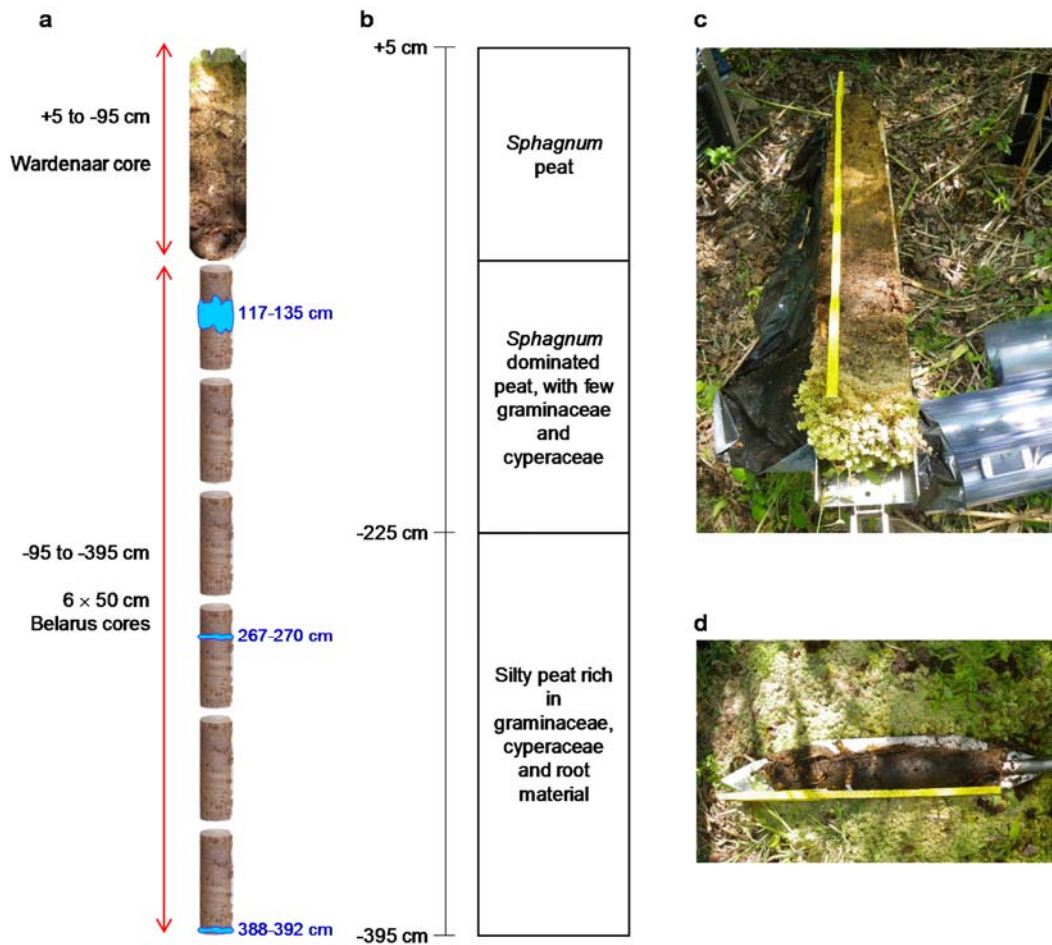 a
+5 to -95 cm
Wardenaar core
117-135 cm
-95 to -395 cm
6 × 50 cm
Belarus cores
267-270 cm
388-392 cm
b
+5 cm
Sphagnum
peat
Sphagnum
dominated
peat, with few
graminaceae
and
cyperaceae
-225 cm
Silty peat rich
in
graminaceae,
cyperaceae
and root
material
-395 cm
c
d